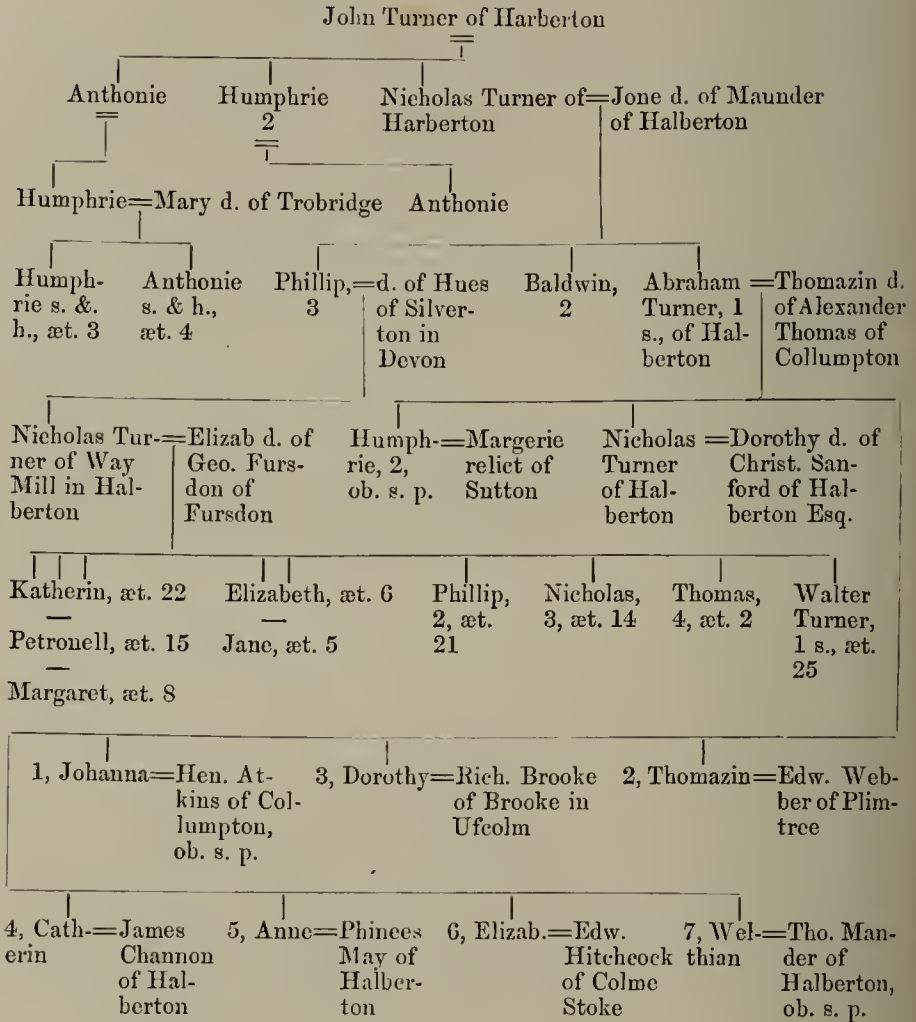 John Turner of Harberton
Anthonie Humphrie Nicholas Turner of=Jone d. of Maunder
2 Harberton of Halberton
Humphrie=Mary d. of Trobridge Anthonie
Humph- Anthonie Phillip,=d. of Hues Baldwin, Abraham =Thomazin d.
rie s. &. s. & h., 3 of Silver- 2 Turner, 1 of Alexander
h., æt. 3 æt. 4 ton in s., of Hal- Thomas of
Devon berton Collumpton
Nicholas Tur-=Elizab d. of Humph-=Margerie Nicholas =Dorothy d. of
ner of Way Geo. Furs- rie, 2, relict of Turner Christ. San-
Mill in Hal- don of ob. s. p. Sutton of Hal- ford of Hal-
berton Fursdon berton berton Esq.
Katherin, æt. 22 Elizabeth, æt. 6 Phillip, Nicholas, Thomas, Walter
— — 2, æt. 3, æt. 14 4, æt. 2 Turner,
Petronell, æt. 15 Jane, æt. 5 21 1 s., æt.
— 25
Margaret, æt. 8
1, Johanna=Hen. At- 3, Dorothy=Rich. Brooke 2, Thomazin=Edw. Web-
kins of Col- of Brooke in ber of Plim-
lumpton, Ufcolm tree
ob. s. p.
4, Cath-=James 5, Anne=Phinees 6, Elizab.=Edw. 7, Wel-=Tho. Man-
erin Channon May of Hitchcock thian der of
of Hal- Halber- of Colme Halberton,
berton ton Stoke ob. s. p.